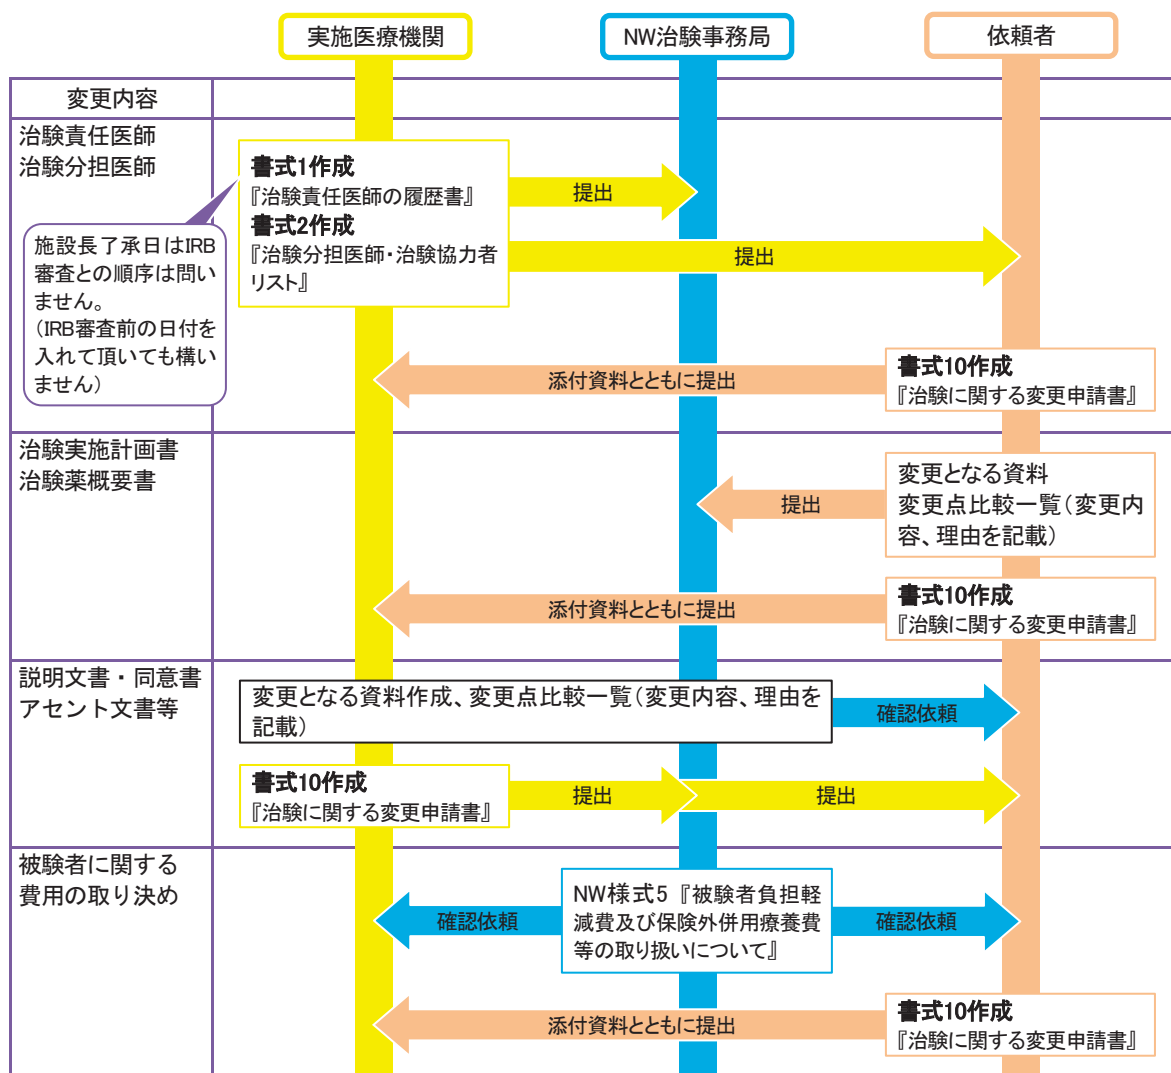 実施医療機関
NW治験事務局
依頼者
変更内容
治験責任医師
治験分担医師
書式1作成
『治験責任医師の履歴書』
書式2作成
『治験分担医師・治験協力者
リスト』
提出
提出
施設長了承日はIRB
審査との順序は問い
ません。
(IRB審査前の日付を
入れて頂いても構い
ません)
添付資料とともに提出
書式10作成
『治験に関する変更申請書』
治験実施計画書
治験薬概要書
提出
変更となる資料
変更点比較一覧(変更内
容、理由を記載)
添付資料とともに提出
書式10作成
『治験に関する変更申請書』
説明文書・同意書
アセント文書等
変更となる資料作成、変更点比較一覧(変更内容、理由を
記載)
確認依頼
書式10作成
『治験に関する変更申請書』
提出
提出
被験者に関する
費用の取り決め
確認依頼
NW様式5『被験者負担軽
減費及び保険外併用療養費
等の取り扱いについて』
確認依頼
添付資料とともに提出
書式10作成
『治験に関する変更申請書』